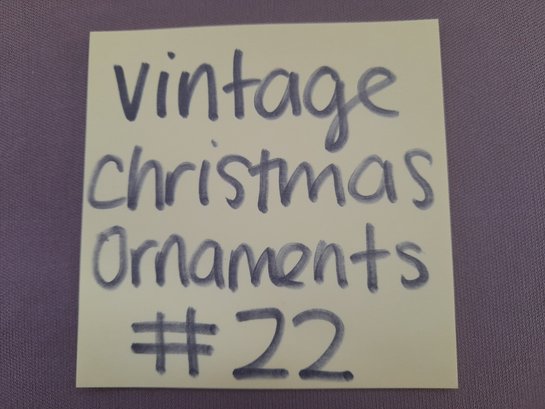 vintage
christmas
Ornaments
#22